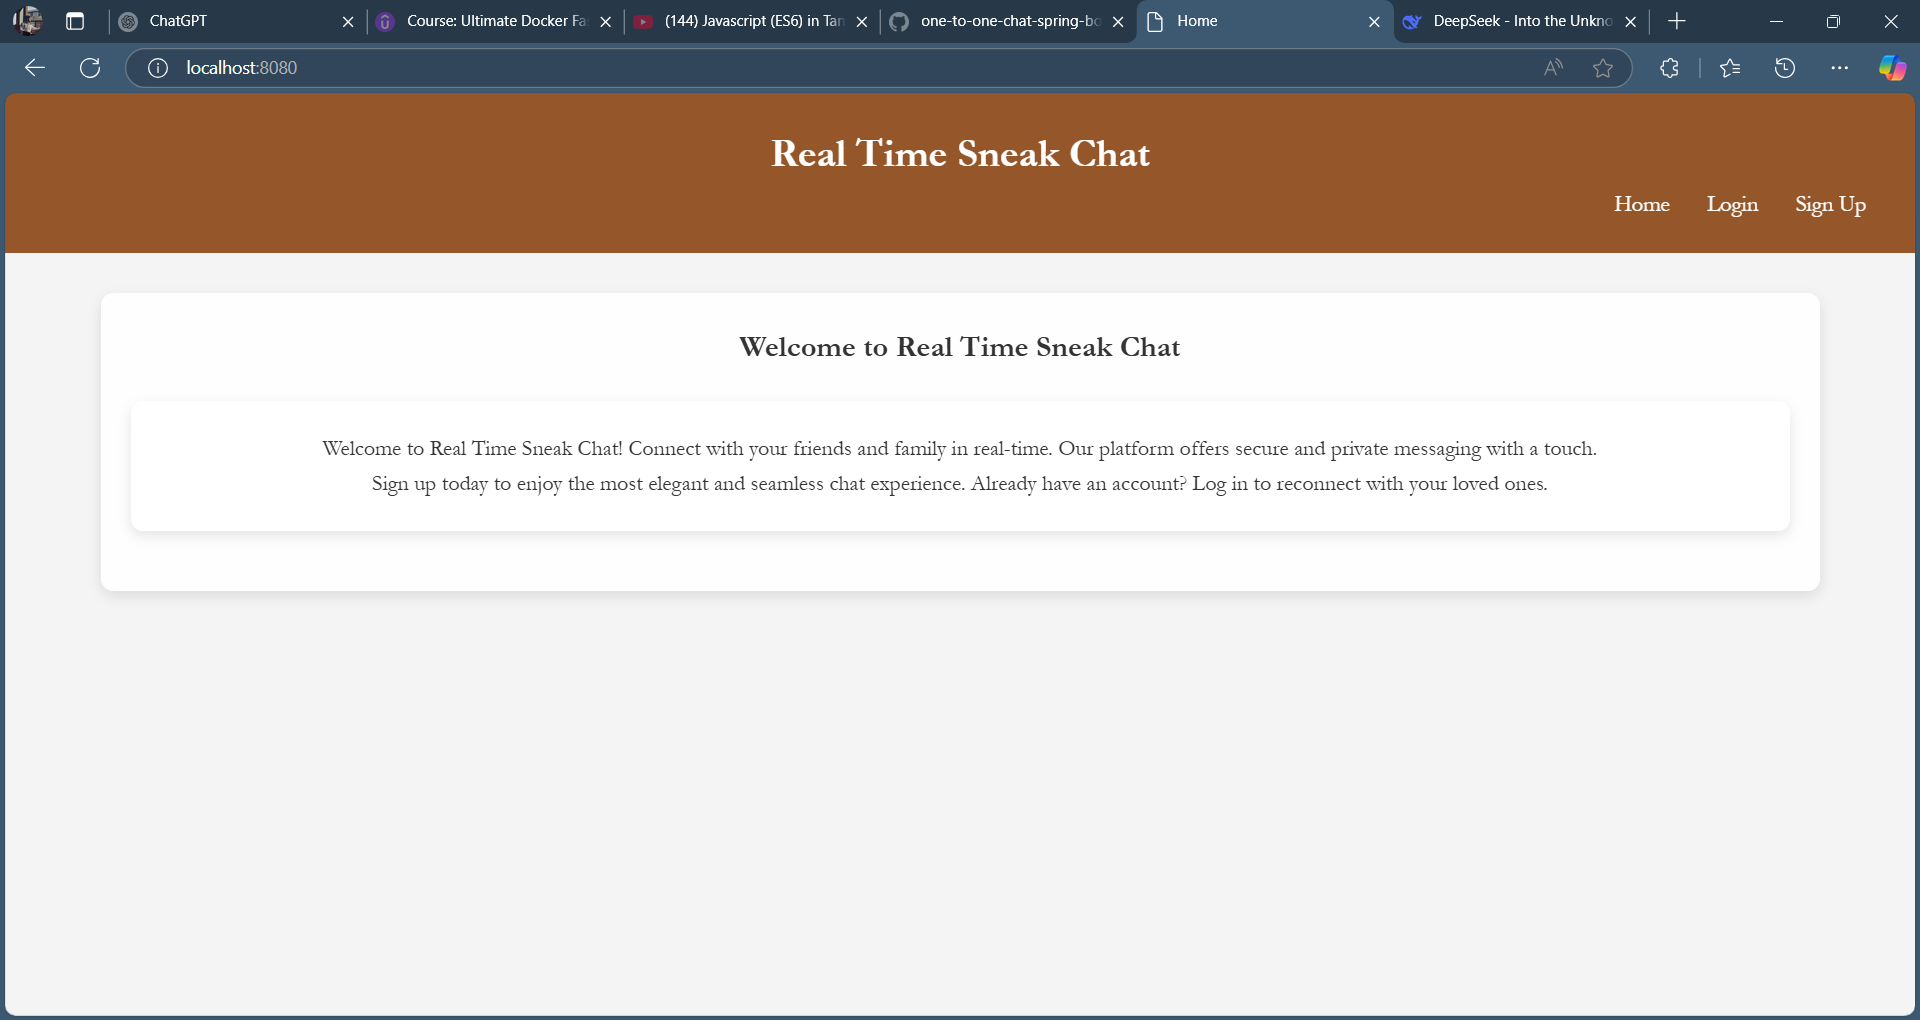 ChatGPT
Course: Ultimate Docker Fa
(144) Javascript (ES6) in Tam
one-to-one-chat-spring-bo
Home
DeepSeek - Into the Unkno
localhost:8080
Real Time Sneak Chat
Home Login Sign Up
Welcome to Real Time Sneak Chat
Welcome to Real Time Sneak Chat! Connect with your friends and family in real-time. Our platform offers secure and private messaging with a touch.
Sign up today to enjoy the most elegant and seamless chat experience. Already have an account? Log in to reconnect with your loved ones.